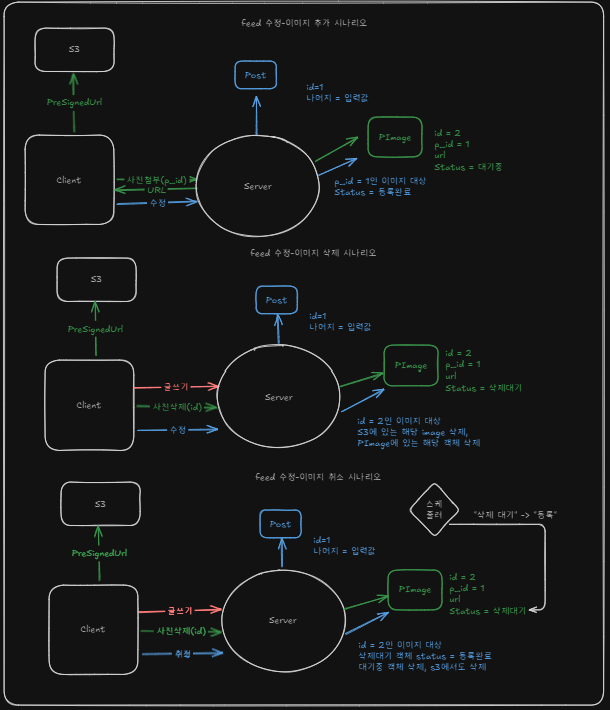 feed 수정-이미지 추가 시나리오
S3
Post
id=1
나머지 = 입력값
PreSignedUrl
PImage
id = 2
p_id = 1
url
Status = 대기중
Client
사진첨부(p_id)
URL
수정
Server
p_id = 1인 이미지 대상
Status = 등록완료
feed 수정-이미지 삭제 시나리오
S3
Post
id=1
나머지 = 입력값
PreSignedUrl
PImage
id = 2
p_id = 1
url
Status = 삭제대기
Client
글쓰기
사진삭제(id)
수정
Server
id = 2인 이미지 대상
S3에 있는 해당 image 삭제,
PImage에 있는 해당 객체 삭제
feed 수정-이미지 취소 시나리오
S3
스케
줄러
"삭제 대기" -> "등록"
Post
id=1
나머지 = 입력값
PreSignedUrl
PImage
id = 2
p_id = 1
url
Status = 삭제대기
Client
글쓰기
사진삭제(id)
Server
id = 2인 이미지 대상
삭제대기 객체 status = 등록완료
대기중 객체 삭제, s3에서도 삭제